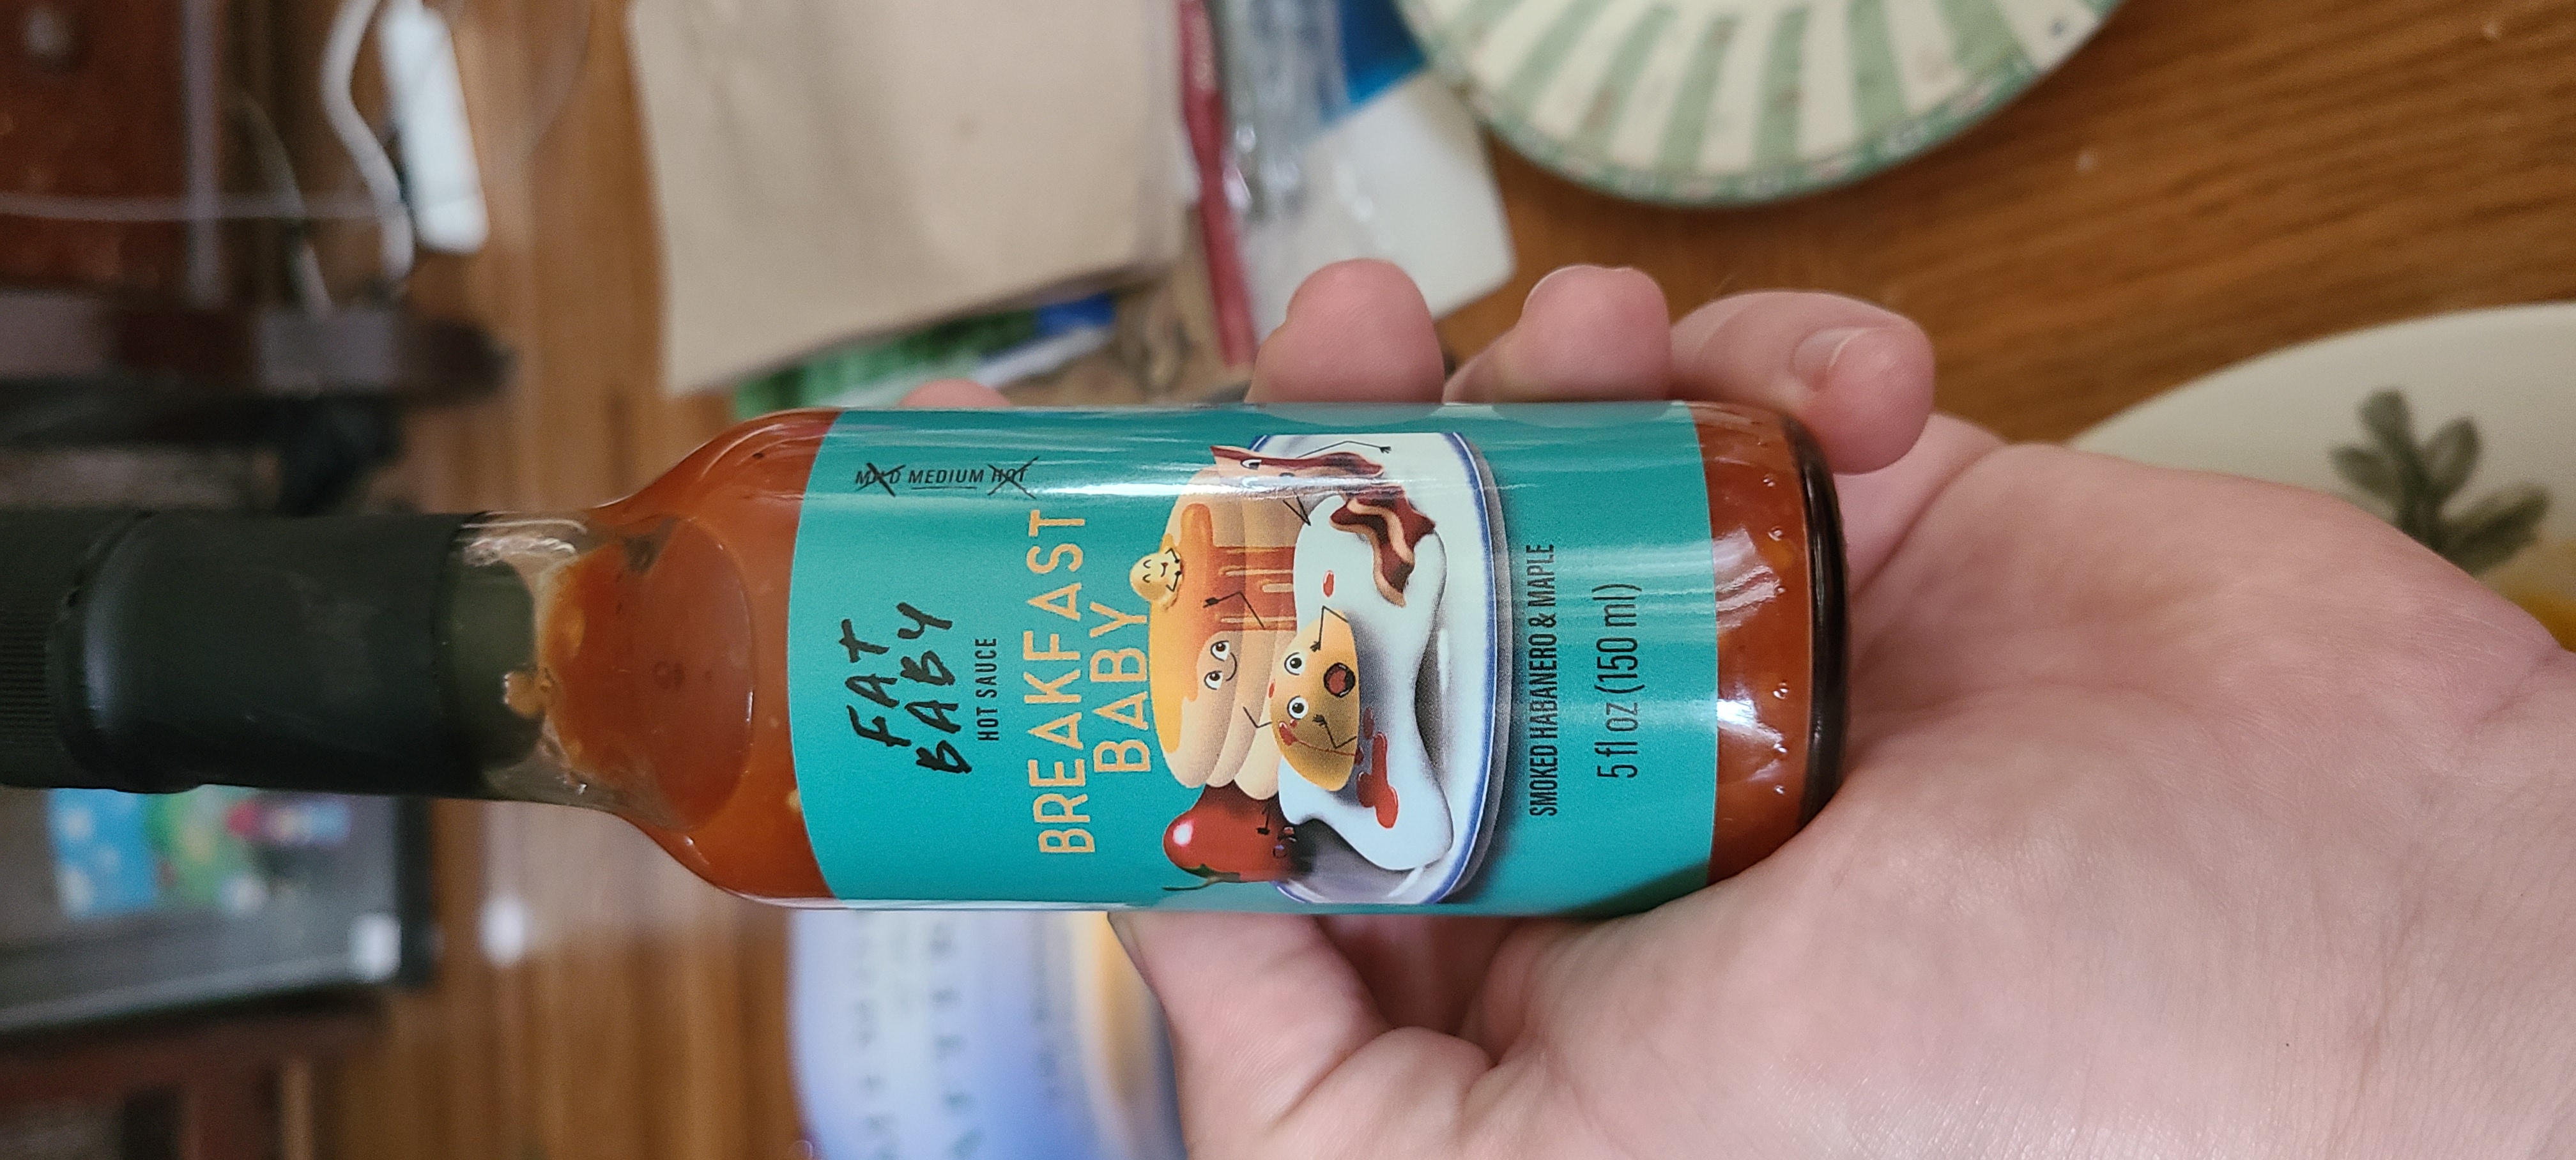 MILD MEDIUM HOT
FAT
BABY
HOT SAUCE
BREAKFAST
BABY
SMOKED HABANERO & MAPLE
5 fl oz (150 ml)